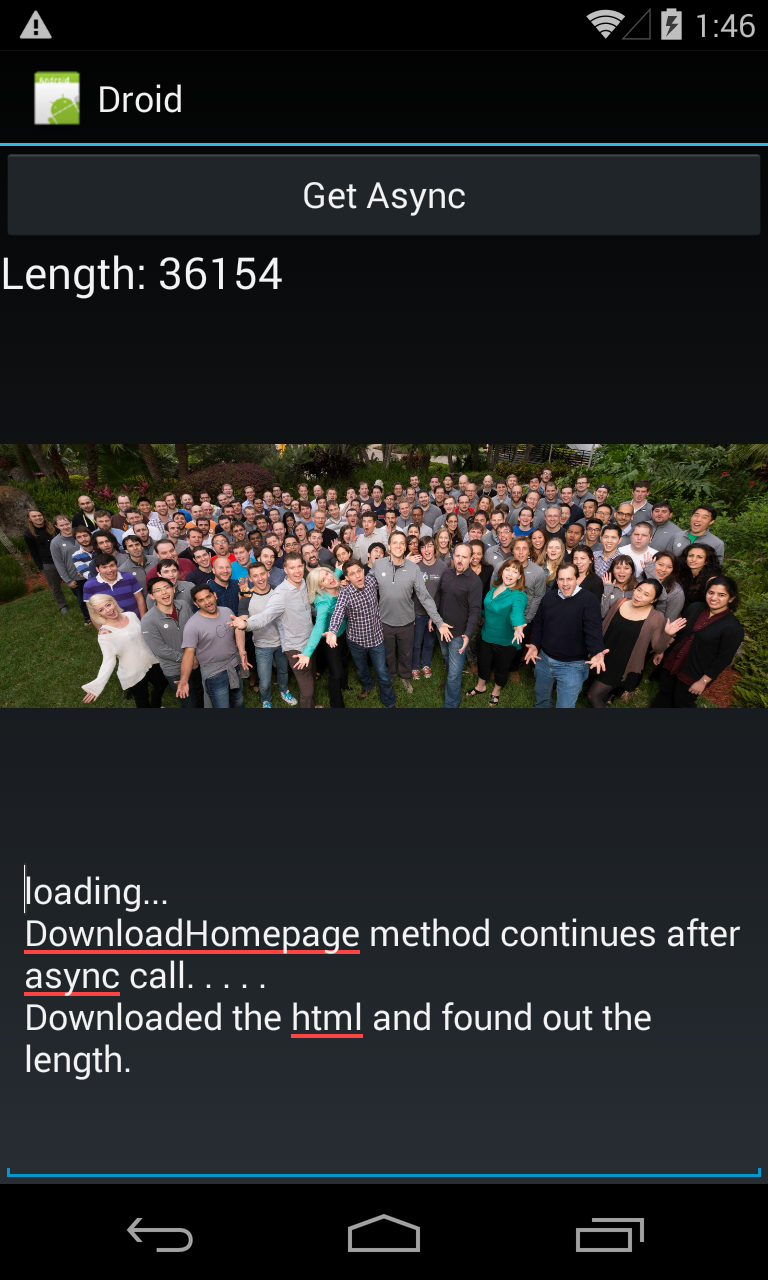 1:46
Android
Droid
Get Async
Length: 36154
loading...
DownloadHomepage method continues after
async call. . . . .
Downloaded the html and found out the
length.